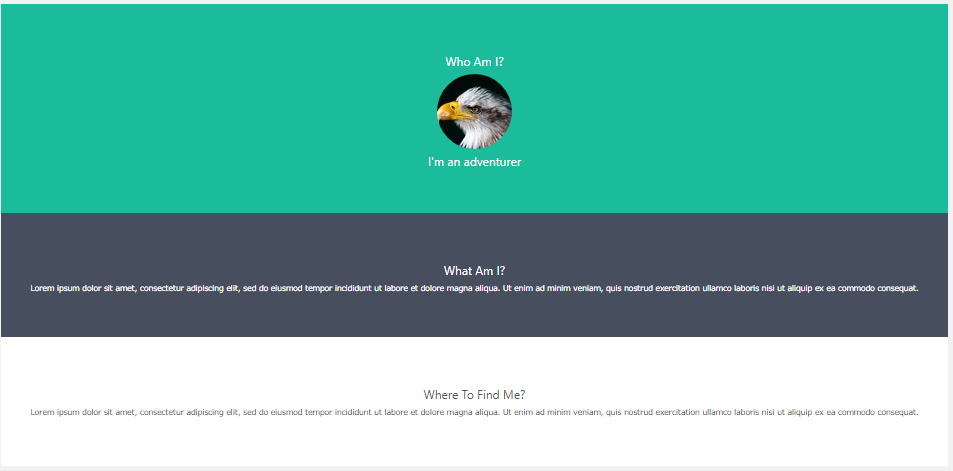 Who Am I?
I'm an adventurer
What Am I?
Lorem ipsum dolor sit amet, consectetur adipiscing elit, sed do eiusmod tempor incididunt ut labore et dolore magna aliqua. Ut enim ad minim veniam, quis nostrud exercitation ullamco laboris nisi ut aliquip ex ea commodo consequat.
Where To Find Me?
Lorem ipsum dolor sit amet, consectetur adipiscing elit, sed do eiusmod tempor incididunt ut labore et dolore magna aliqua. Ut enim ad minim veniam, quis nostrud exercitation ullamco laboris nisi ut aliquip ex ea commodo consequat.